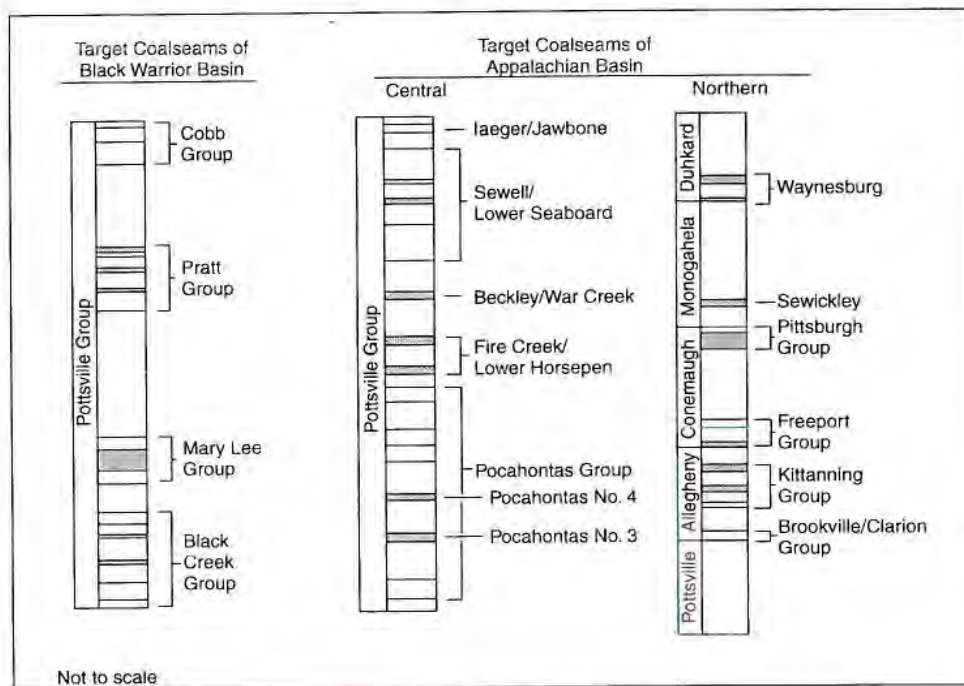 Target Coalseams of
Black Warrior Basin
Target Coalseams of
Appalachian Basin
Central
Northern
Pottsville Group
Cobb
Group
Pratt
Group
Mary Lee
Group
Black
Creek
Group
Pottsville Group
Iaeger/Jawbone
Sewell/
Lower Seaboard
Beckley/War Creek
Fire Creek/
Lower Horsepen
Pocahontas Group
Pocahontas No. 4
Pocahontas No. 3
Duhkard
Monogahela
Conemaugh
Allegheny
Pottsville
Waynesburg
Sewickley
Pittsburgh
Group
Freeport
Group
Kittanning
Group
Brookville/Clarion
Group
Not to scale